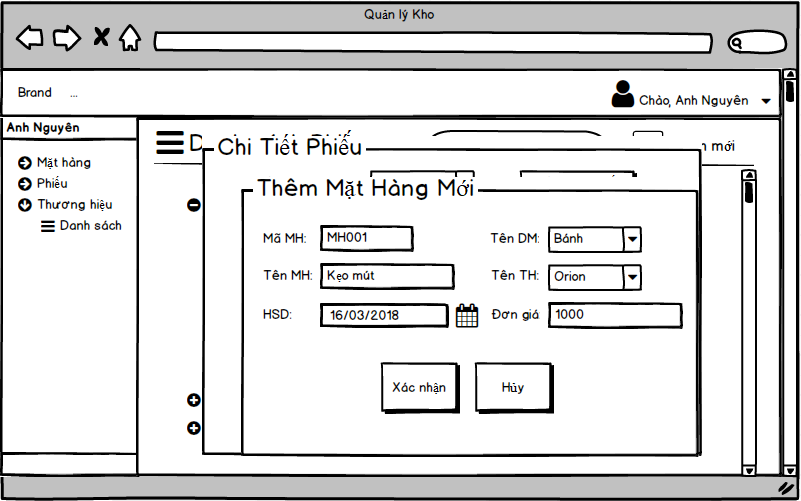 Quản lý Kho
Brand ...
Chào, Anh Nguyên
Anh Nguyên
Mặt hàng
Phiếu
Thương hiệu
Danh sách
Chi Tiết Phiếu
mới
Thêm Mặt Hàng Mới
Mã MH: MH001 Tên DM: Bánh
Tên MH: Kẹo mút Tên TH: Orion
HSD: 16/03/2018 Đơn giá 1000
Xác nhận Hủy